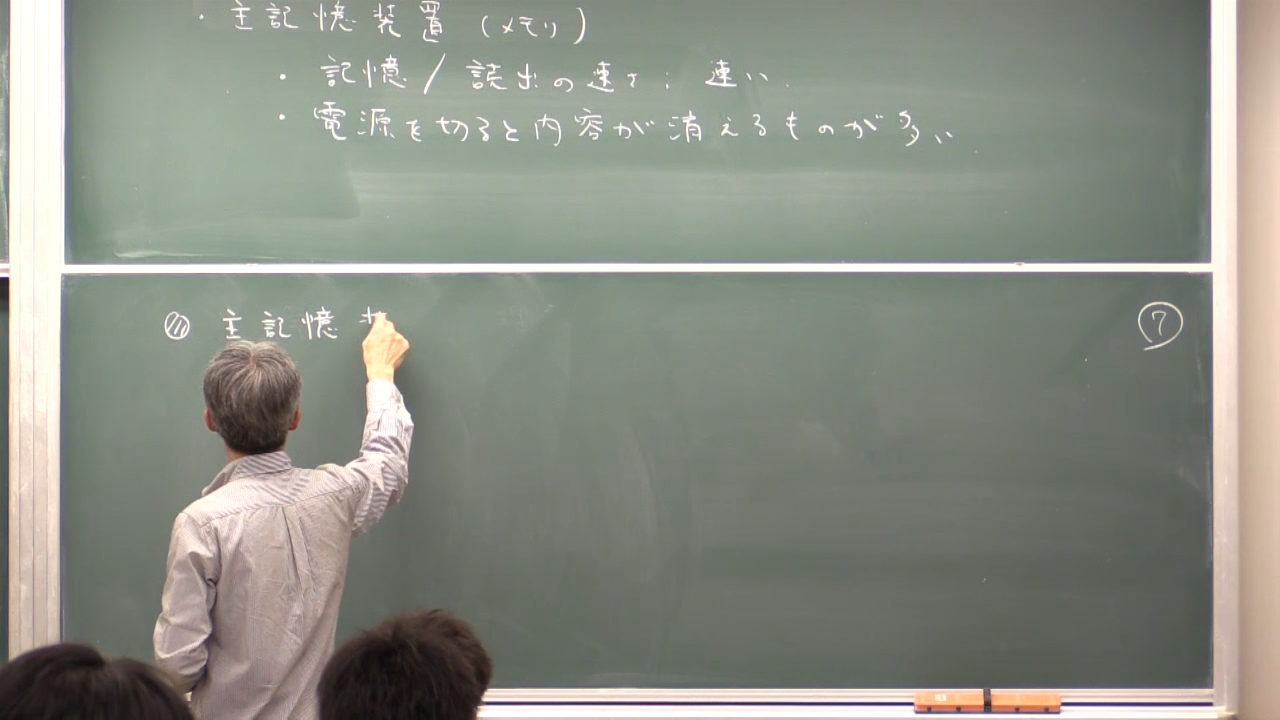 ・主記憶装置 (メモリ)
・記憶/読出の速さ: 速い
・電源を切ると内容が消えるものが多い
主記憶
⑦